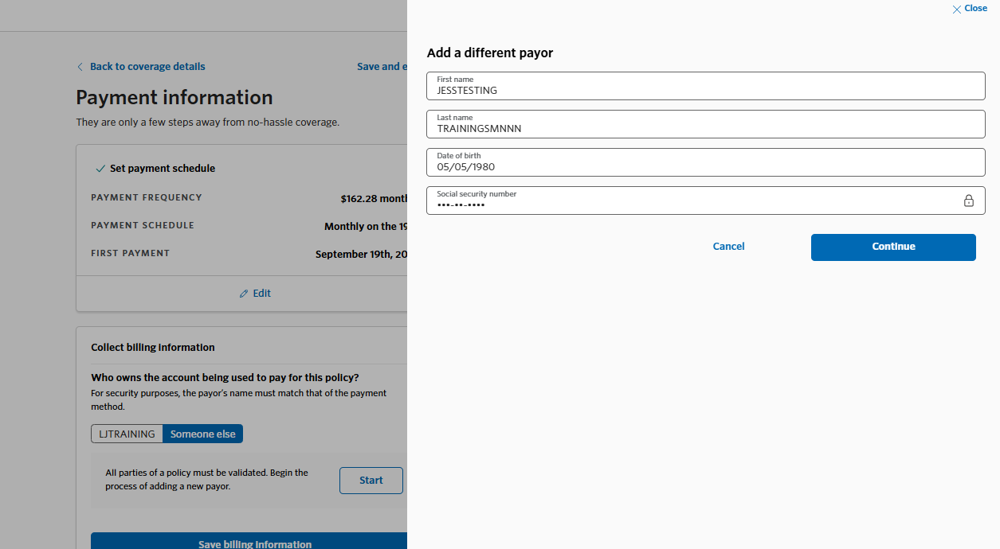 Close
Back to coverage details
Save and e
Payment information
They are only a few steps away from no-hassle coverage.
Set payment schedule
PAYMENT FREQUENCY
$162.28 month
PAYMENT SCHEDULE
Monthly on the 19
FIRST PAYMENT
September 19th, 20
Edit
Collect billing information
Who owns the account being used to pay for this policy?
For security purposes, the payor's name must match that of the payment
method.
LJTRAINING
Someone else
All parties of a policy must be validated. Begin the
process of adding a new payor.
Start
Save billing information
Add a different payor
First name
JESSTESTING
Last name
TRAININGSMNNN
Date of birth
05/05/1980
Social security number
•••-••-••••
Cancel
Continue